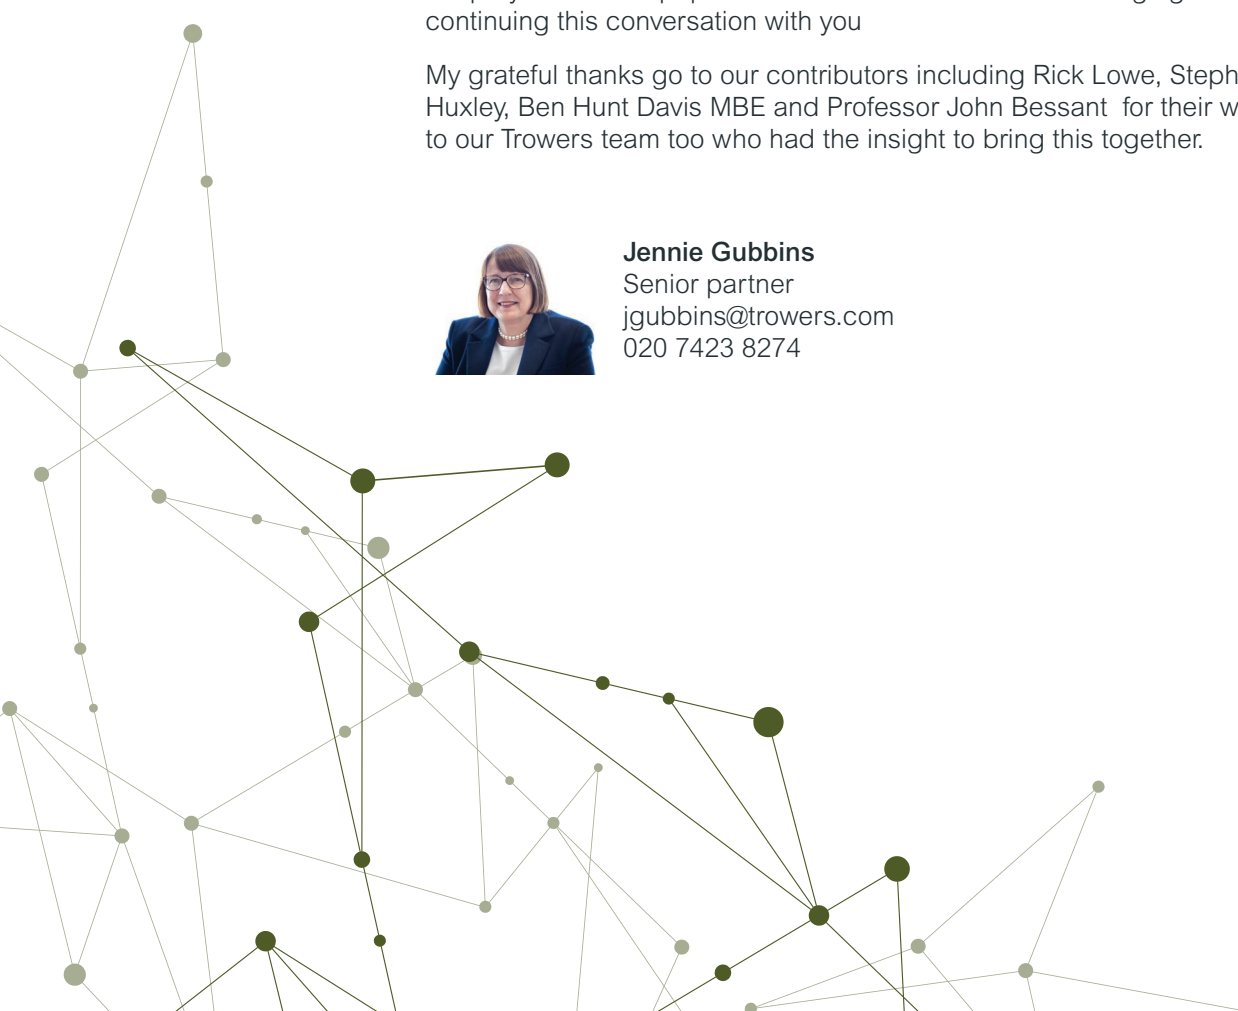 continuing this conversation with you
My grateful thanks go to our contributors including Rick Lowe, Steph
Huxley, Ben Hunt Davis MBE and Professor John Bessant for their w
to our Trowers team too who had the insight to bring this together.
Jennie Gubbins
Senior partner
jgubbins@trowers.com
020 7423 8274